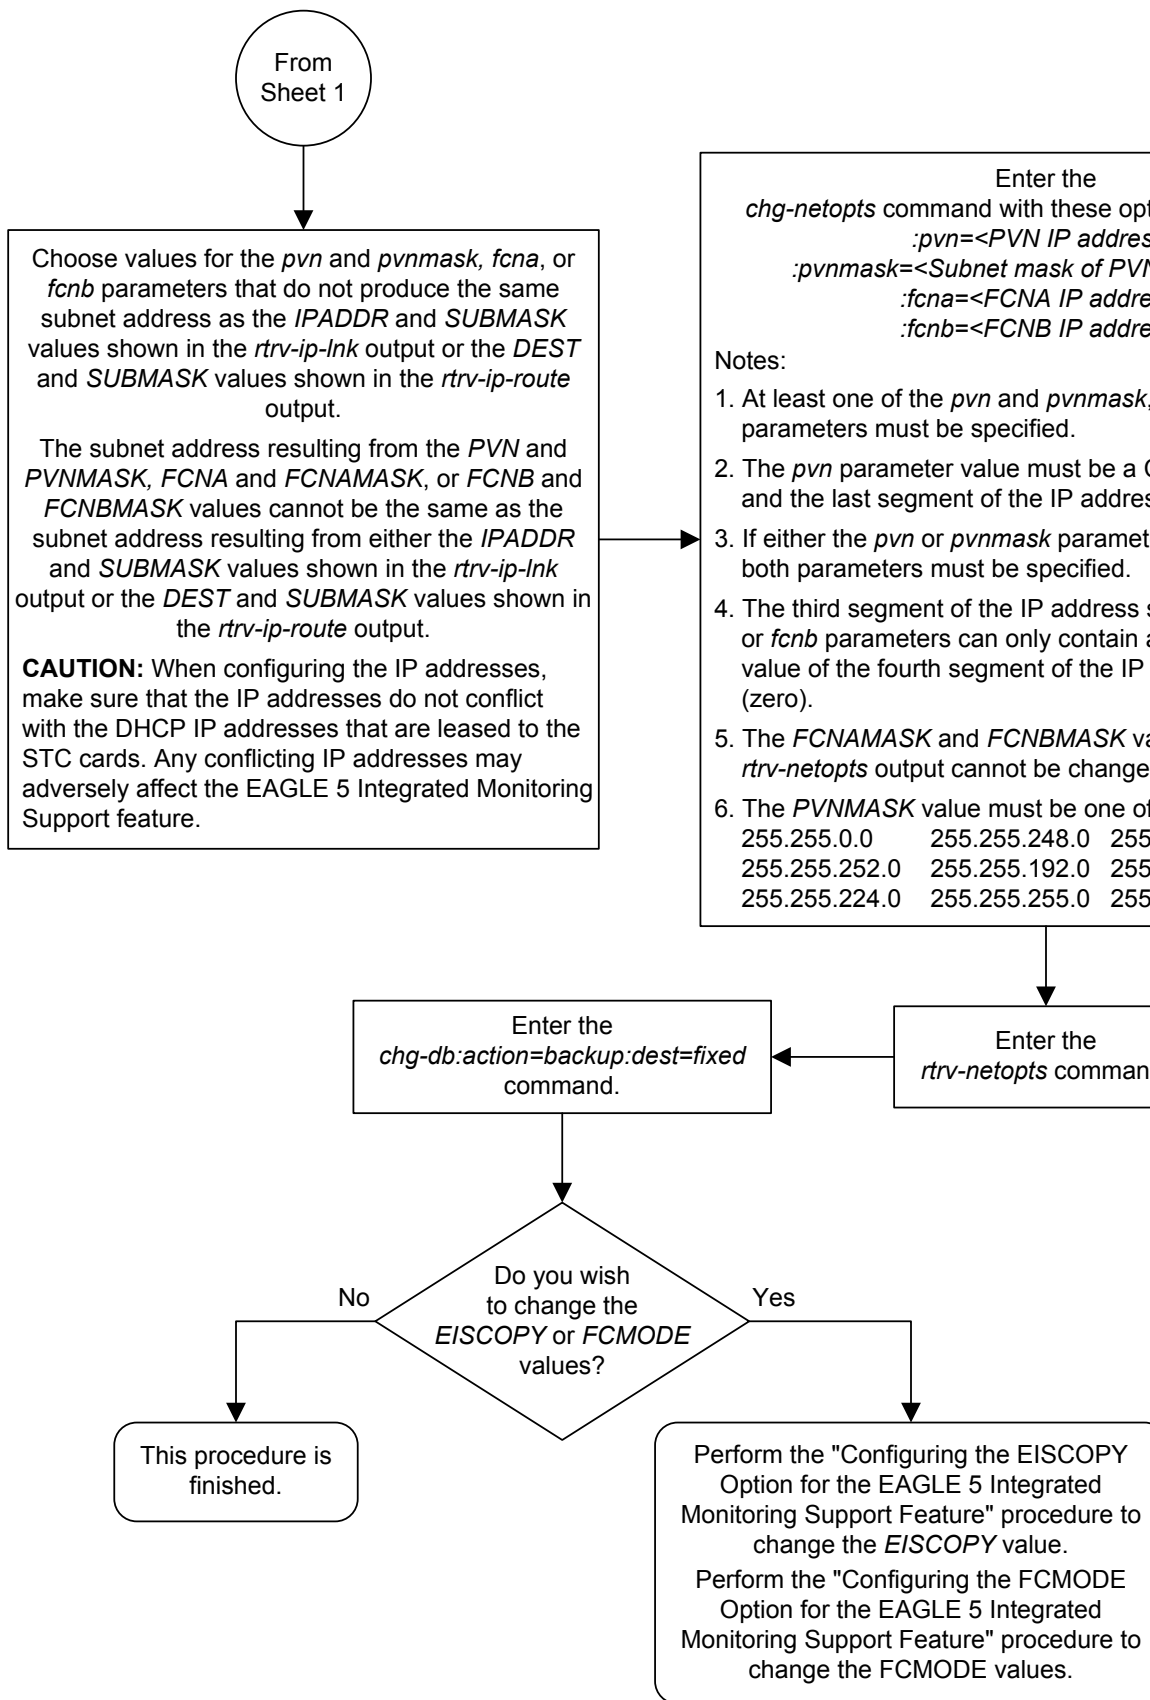 From
Sheet 1
Choose values for the pvn and pvnmask, fcna, or
fcnb parameters that do not produce the same
subnet address as the IPADDR and SUBMASK
values shown in the rtrv-ip-lnk output or the DEST
and SUBMASK values shown in the rtrv-ip-route
output.
The subnet address resulting from the PVN and
PVNMASK, FCNA and FCNAMASK, or FCNB and
FCNBMASK values cannot be the same as the
subnet address resulting from either the IPADDR
and SUBMASK values shown in the rtrv-ip-lnk
output or the DEST and SUBMASK values shown in
the rtrv-ip-route output.
CAUTION: When configuring the IP addresses,
make sure that the IP addresses do not conflict
with the DHCP IP addresses that are leased to the
STC cards. Any conflicting IP addresses may
adversely affect the EAGLE 5 Integrated Monitoring
Support feature.
Enter the
chg-netopts command with these
:pvn=<PVN IP
:pvnmask=<Subnet mask of
:fcna=<FCNA IP
:fcnb=<FCNB IP
Notes:
1. At least one of the pvn and pvnmask,
parameters must be specified.
2. The pvn parameter value must be a
and the last segment of the IP
3. If either the pvn or pvnmask
both parameters must be specified.
4. The third segment of the IP address
or fcnb parameters can only contain
value of the fourth segment of the IP
(zero).
5. The FCNAMASK and FCNBMASK
rtrv-netopts output cannot be
6. The PVNMASK value must be one of
255.255.0.0 255.255.248.0 255
255.255.252.0 255.255.192.0 255
255.255.224.0 255.255.255.0 255
Enter the
rtrv-netopts
Enter the
chg-db:action=backup:dest=fixed
command.
Do you wish
to change the
EISCOPY or FCMODE
values?
No
Yes
This procedure is
finished.
Perform the "Configuring the EISCOPY
Option for the EAGLE 5 Integrated
Monitoring Support Feature" procedure to
change the EISCOPY value.
Perform the "Configuring the FCMODE
Option for the EAGLE 5 Integrated
Monitoring Support Feature" procedure to
change the FCMODE values.